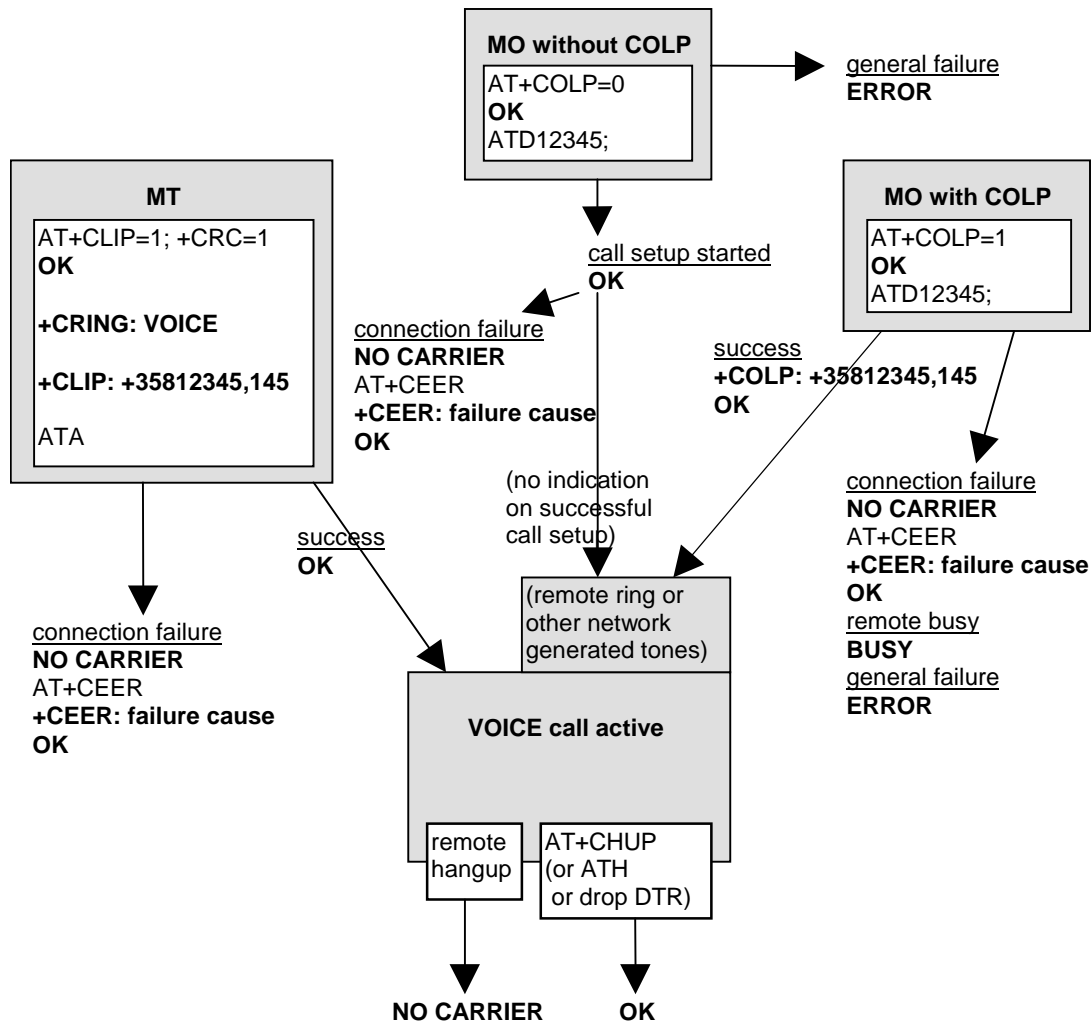 MO without COLP
AT+COLP=0
OK
ATD12345;
general failure
ERROR
MT
AT+CLIP=1; +CRC=1
OK
+CRING: VOICE
+CLIP: +35812345,145
ATA
MO with COLP
AT+COLP=1
OK
ATD12345;
call setup started
OK
connection failure
NO CARRIER
AT+CEER
+CEER: failure cause
OK
success
+COLP: +35812345,145
OK
(no indication
on successful
call setup)
success
OK
connection failure
NO CARRIER
AT+CEER
+CEER: failure cause
OK
remote busy
BUSY
general failure
ERROR
connection failure
NO CARRIER
AT+CEER
+CEER: failure cause
OK
(remote ring or
other network
generated tones)
VOICE call active
remote
hangup
AT+CHUP
(or ATH
or drop DTR)
NO CARRIER
OK